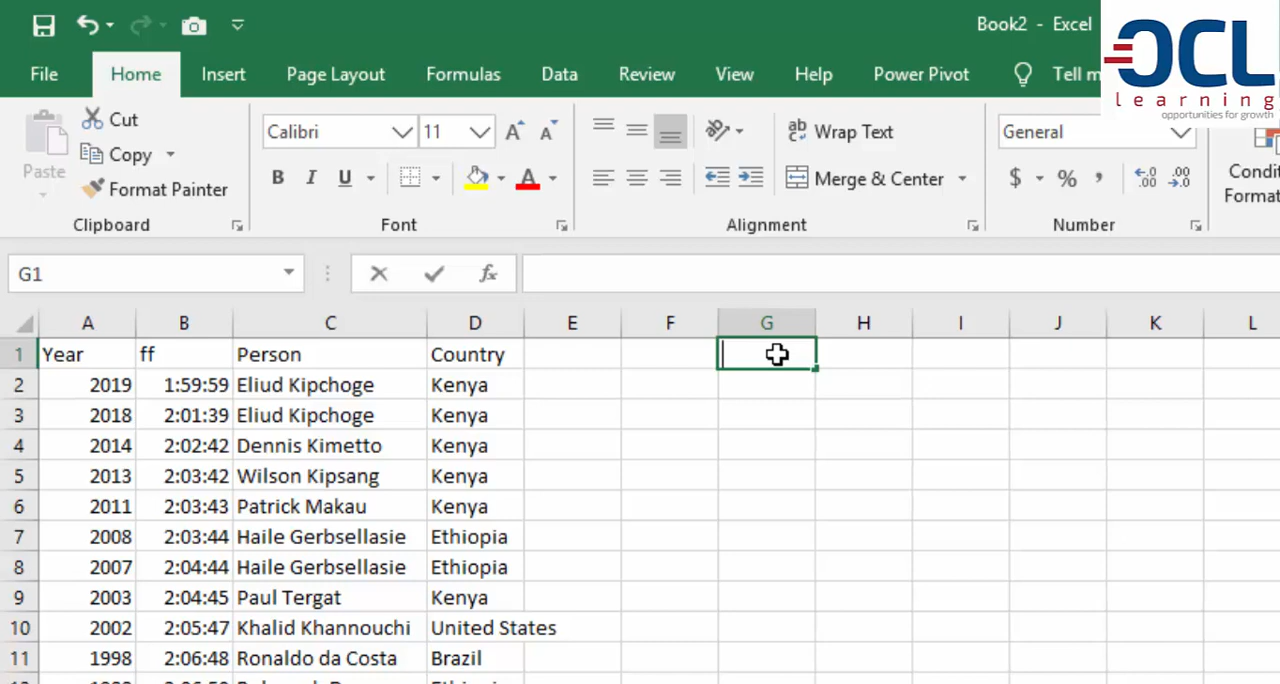 Book2 - Excel
OCL
learning
opportunities for growth
File Home Insert Page Layout Formulas Data Review View Help Power Pivot Tell m
Paste
Cut
Copy
Format Painter
Clipboard
Calibri 11
B I U A
Font
ab Wrap Text
Merge & Center
Alignment
General
$ % , .00 .00
Number
Condit
Format
G1 fx
A B C D E F G H I J K L
1 Year ff Person Country
2 2019 1:59:59 Eliud Kipchoge Kenya
3 2018 2:01:39 Eliud Kipchoge Kenya
4 2014 2:02:42 Dennis Kimetto Kenya
5 2013 2:03:42 Wilson Kipsang Kenya
6 2011 2:03:43 Patrick Makau Kenya
7 2008 2:03:44 Haile Gerbsellasie Ethiopia
8 2007 2:04:44 Haile Gerbsellasie Ethiopia
9 2003 2:04:45 Paul Tergat Kenya
10 2002 2:05:47 Khalid Khannouchi United States
11 1998 2:06:48 Ronaldo da Costa Brazil